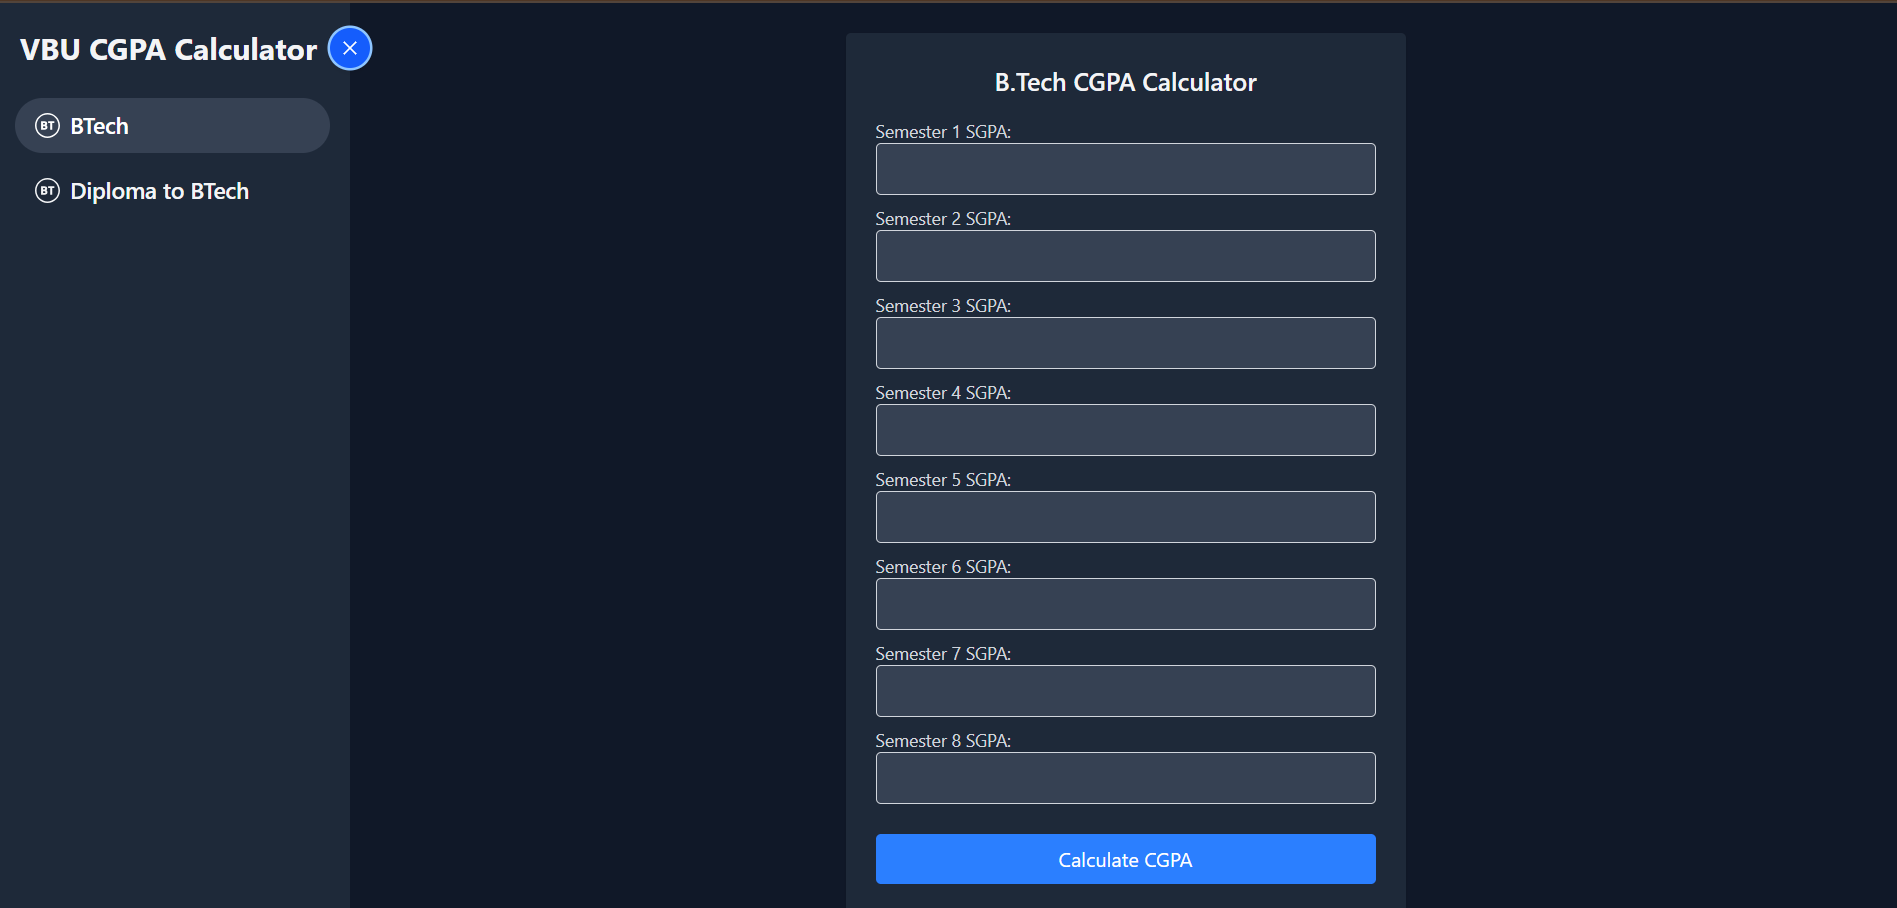 VBU CGPA Calculator
BT BTech
BT Diploma to BTech
B.Tech CGPA Calculator
Semester 1 SGPA:
Semester 2 SGPA:
Semester 3 SGPA:
Semester 4 SGPA:
Semester 5 SGPA:
Semester 6 SGPA:
Semester 7 SGPA:
Semester 8 SGPA:
Calculate CGPA